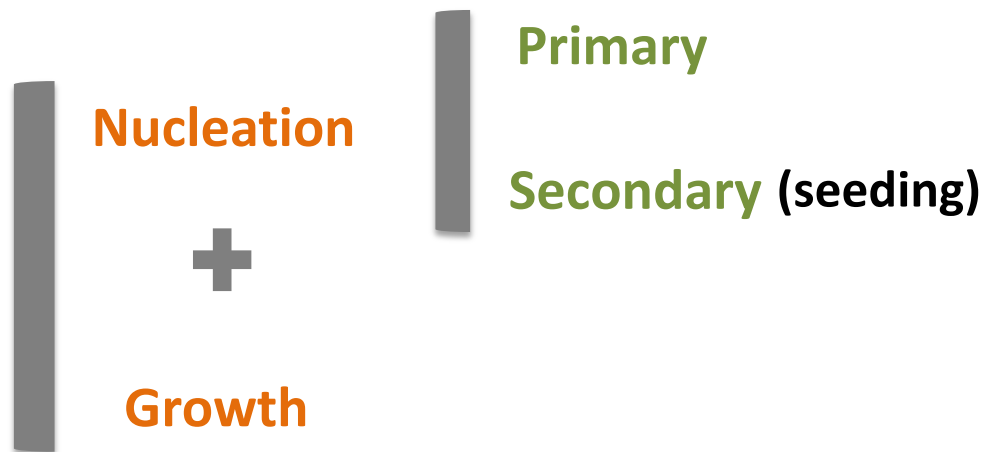 Nucleation
+
Growth
Primary
Secondary (seeding)